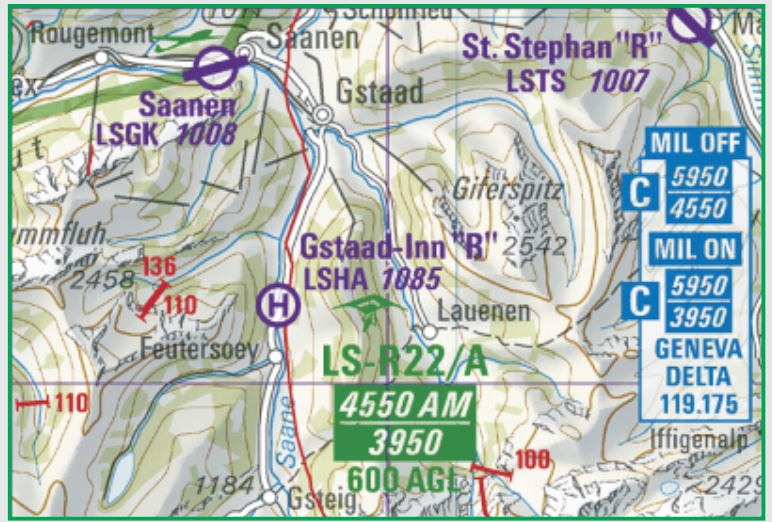 Rougemont
Saanen
St. Stephan "R"
LSTS 1007
Saanen
LSGK 1008
Gstaad
MIL OFF
C 5950
4550
Giferspitz
2542
Gstaad-Inn "R"
LSHA 1085
MIL ON
C 5950
3950
GENEVA
DELTA
119.175
2458
136
110
H
Lauenen
Feutersoey
LS-R22/A
4550 AM
3950
600 AGL
110
Saane
100
Iffigenalp
1184
Gsteig